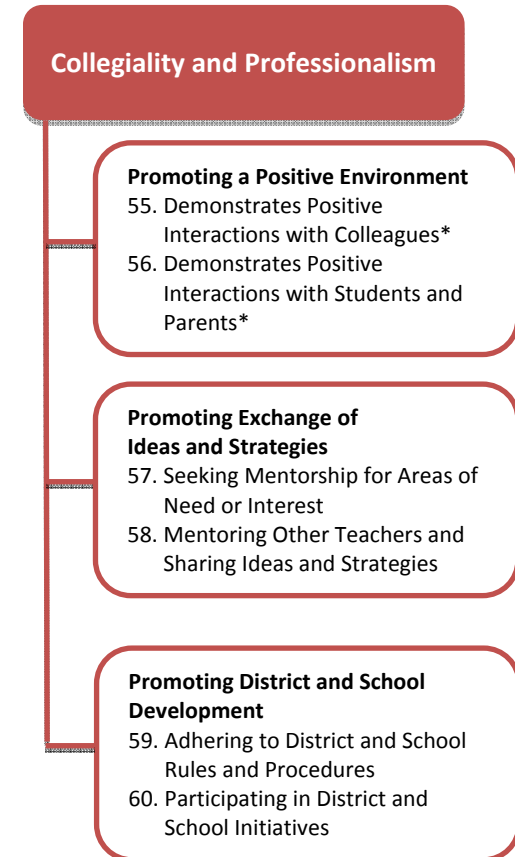 Collegiality and Professionalism
Promoting a Positive Environment
55. Demonstrates Positive
Interactions with Colleagues*
56. Demonstrates Positive
Interactions with Students and
Parents*
Promoting Exchange of
Ideas and Strategies
57. Seeking Mentorship for Areas of
Need or Interest
58. Mentoring Other Teachers and
Sharing Ideas and Strategies
Promoting District and School
Development
59. Adhering to District and School
Rules and Procedures
60. Participating in District and
School Initiatives